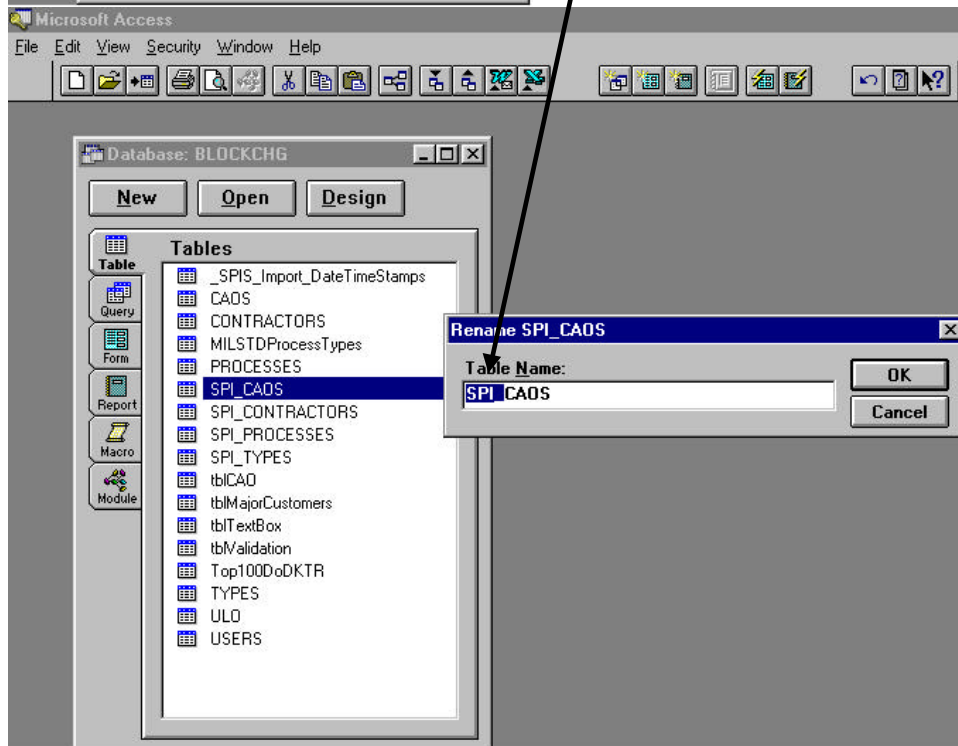 Microsoft Access
File Edit View Security Window Help
Database: BLOCKCHG
New Open Design
Table
Query
Form
Report
Macro
Module
Tables
_SPIS_Import_DateTimeStamps
CAOS
CONTRACTORS
MILSTDProcessTypes
PROCESSES
SPI_CAOS
SPI_CONTRACTORS
SPI_PROCESSES
SPI_TYPES
tblCAO
tblMajorCustomers
tblTextBox
tblValidation
Top100DoDKTR
TYPES
ULO
USERS
Rename SPI_CAOS
Table Name:
SPI_CAOS
OK
Cancel